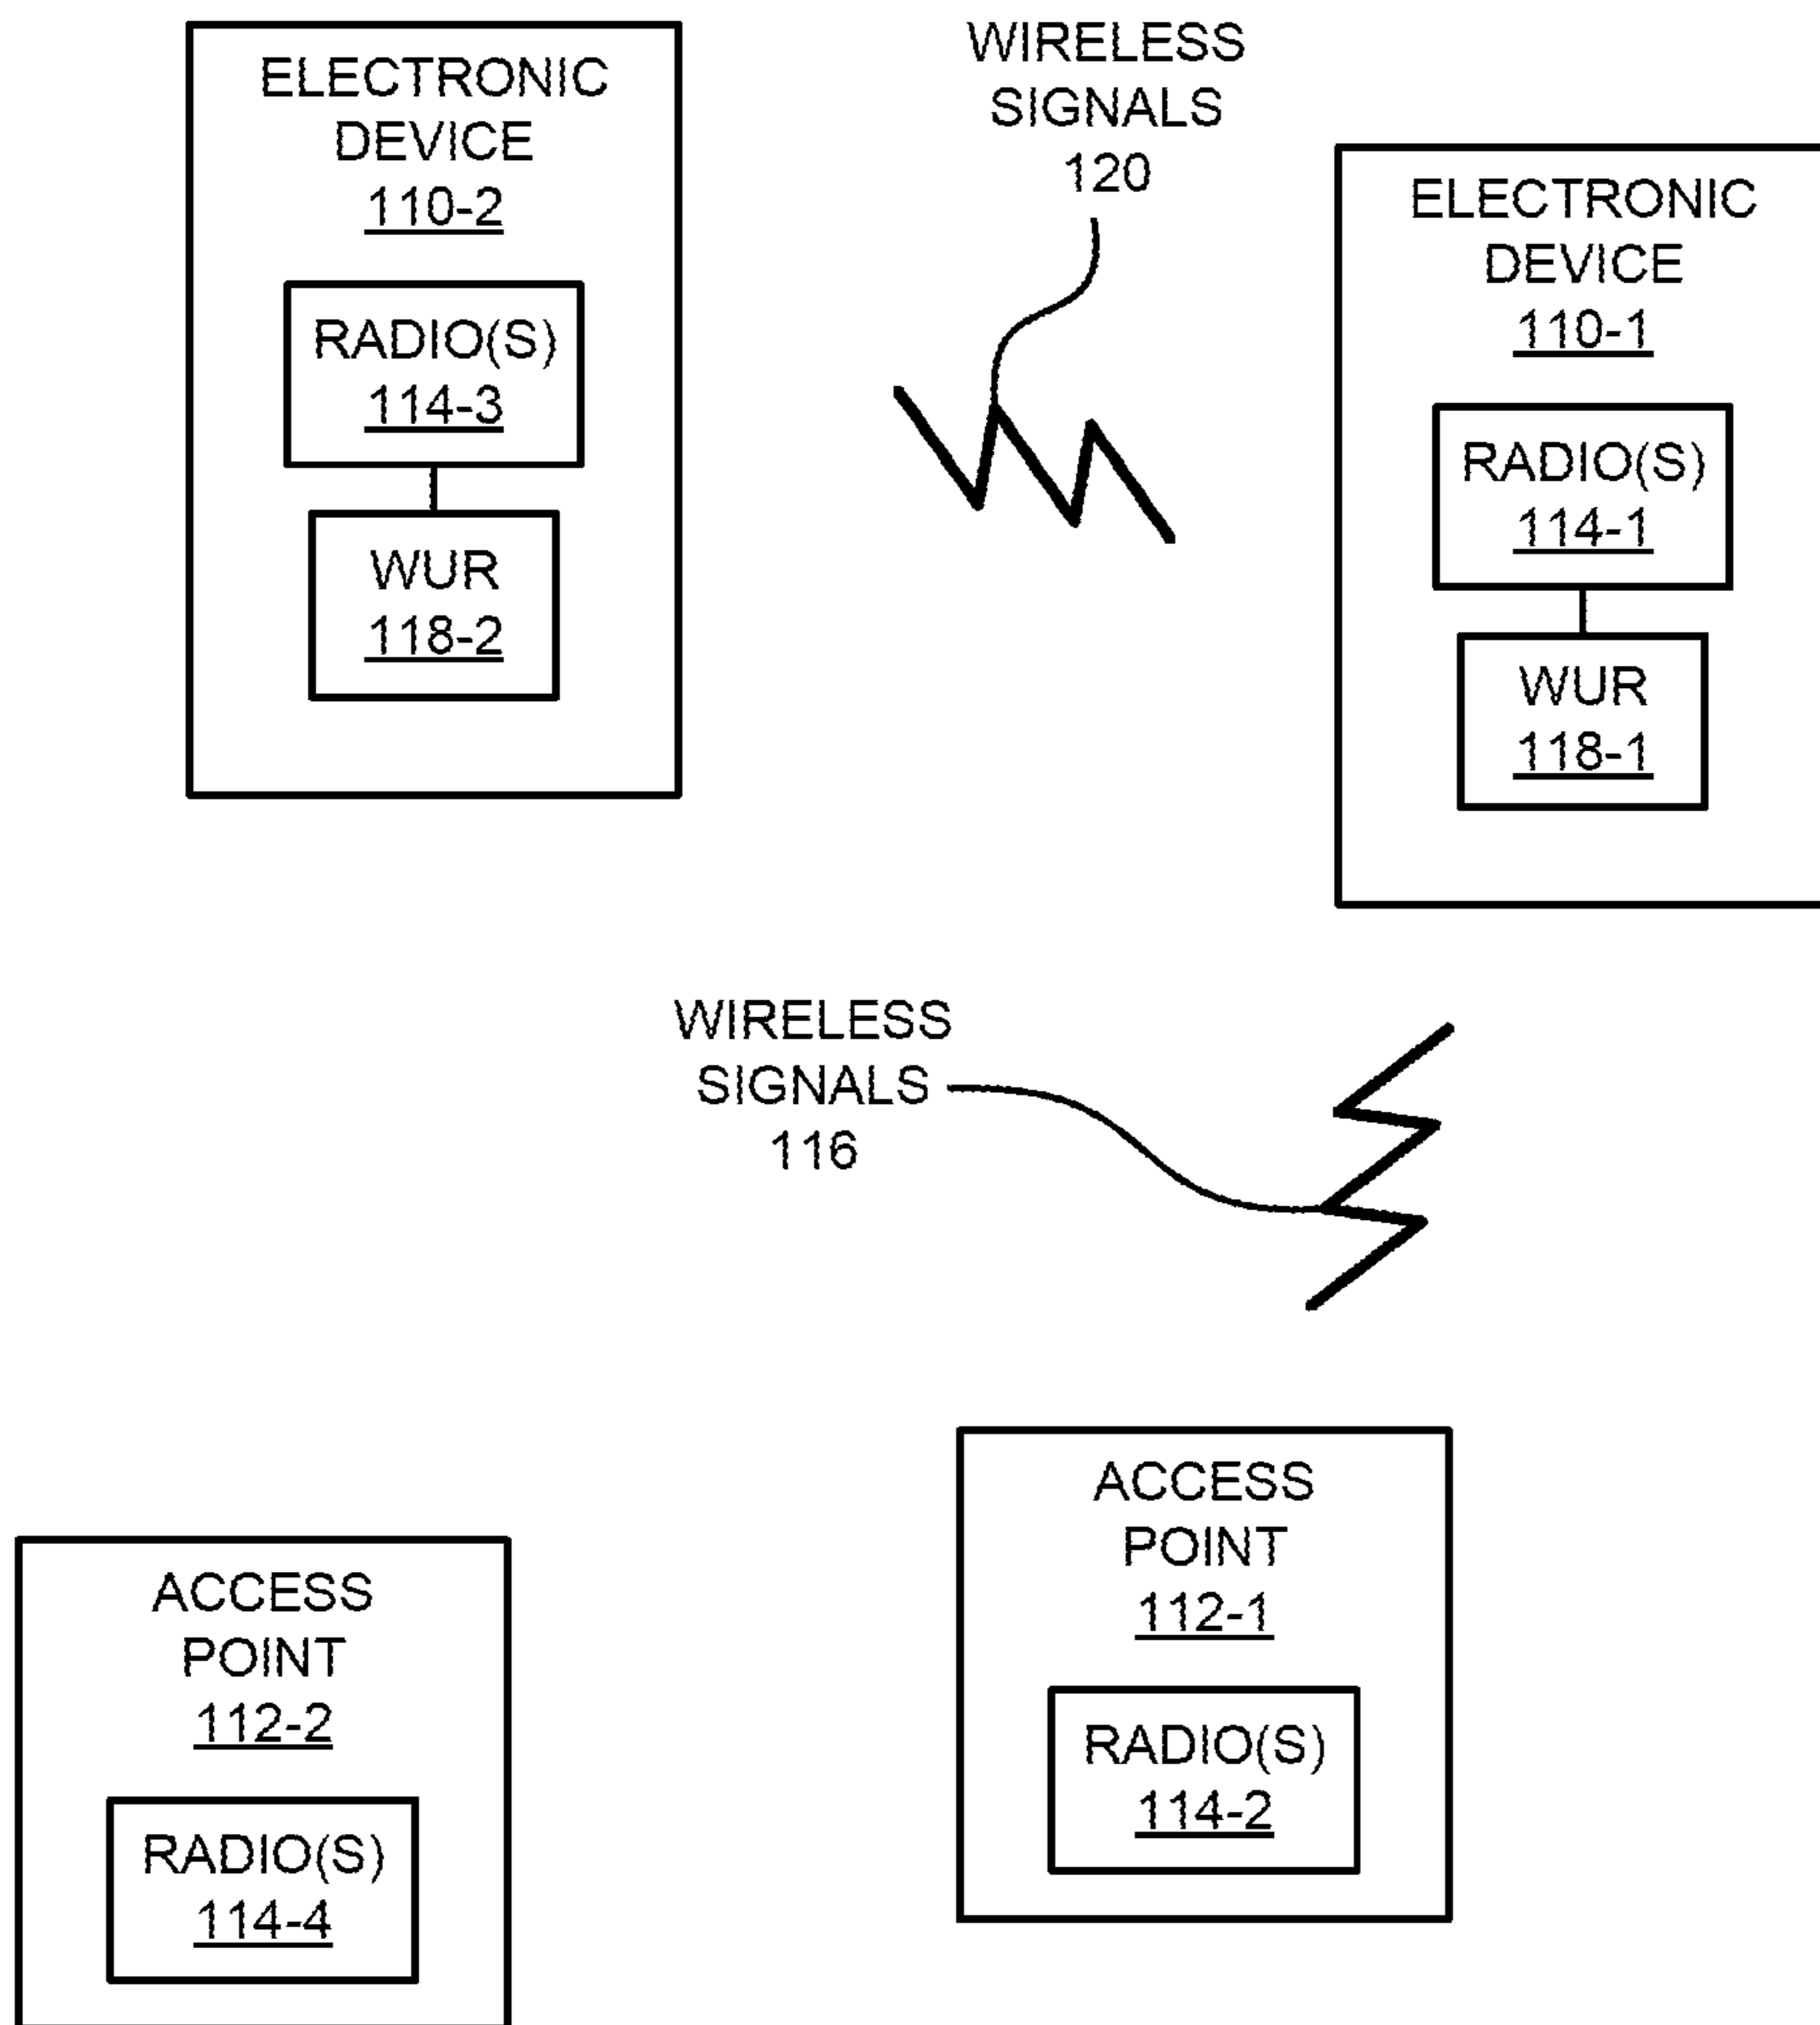 ELECTRONIC
DEVICE
110-2
RADIO(S)
114-3
WUR
118-2
WIRELESS
SIGNALS
120
ELECTRONIC
DEVICE
110-1
RADIO(S)
114-1
WUR
118-1
WIRELESS
SIGNALS
116
ACCESS
POINT
112-2
RADIO(S)
114-4
ACCESS
POINT
112-1
RADIO(S)
114-2